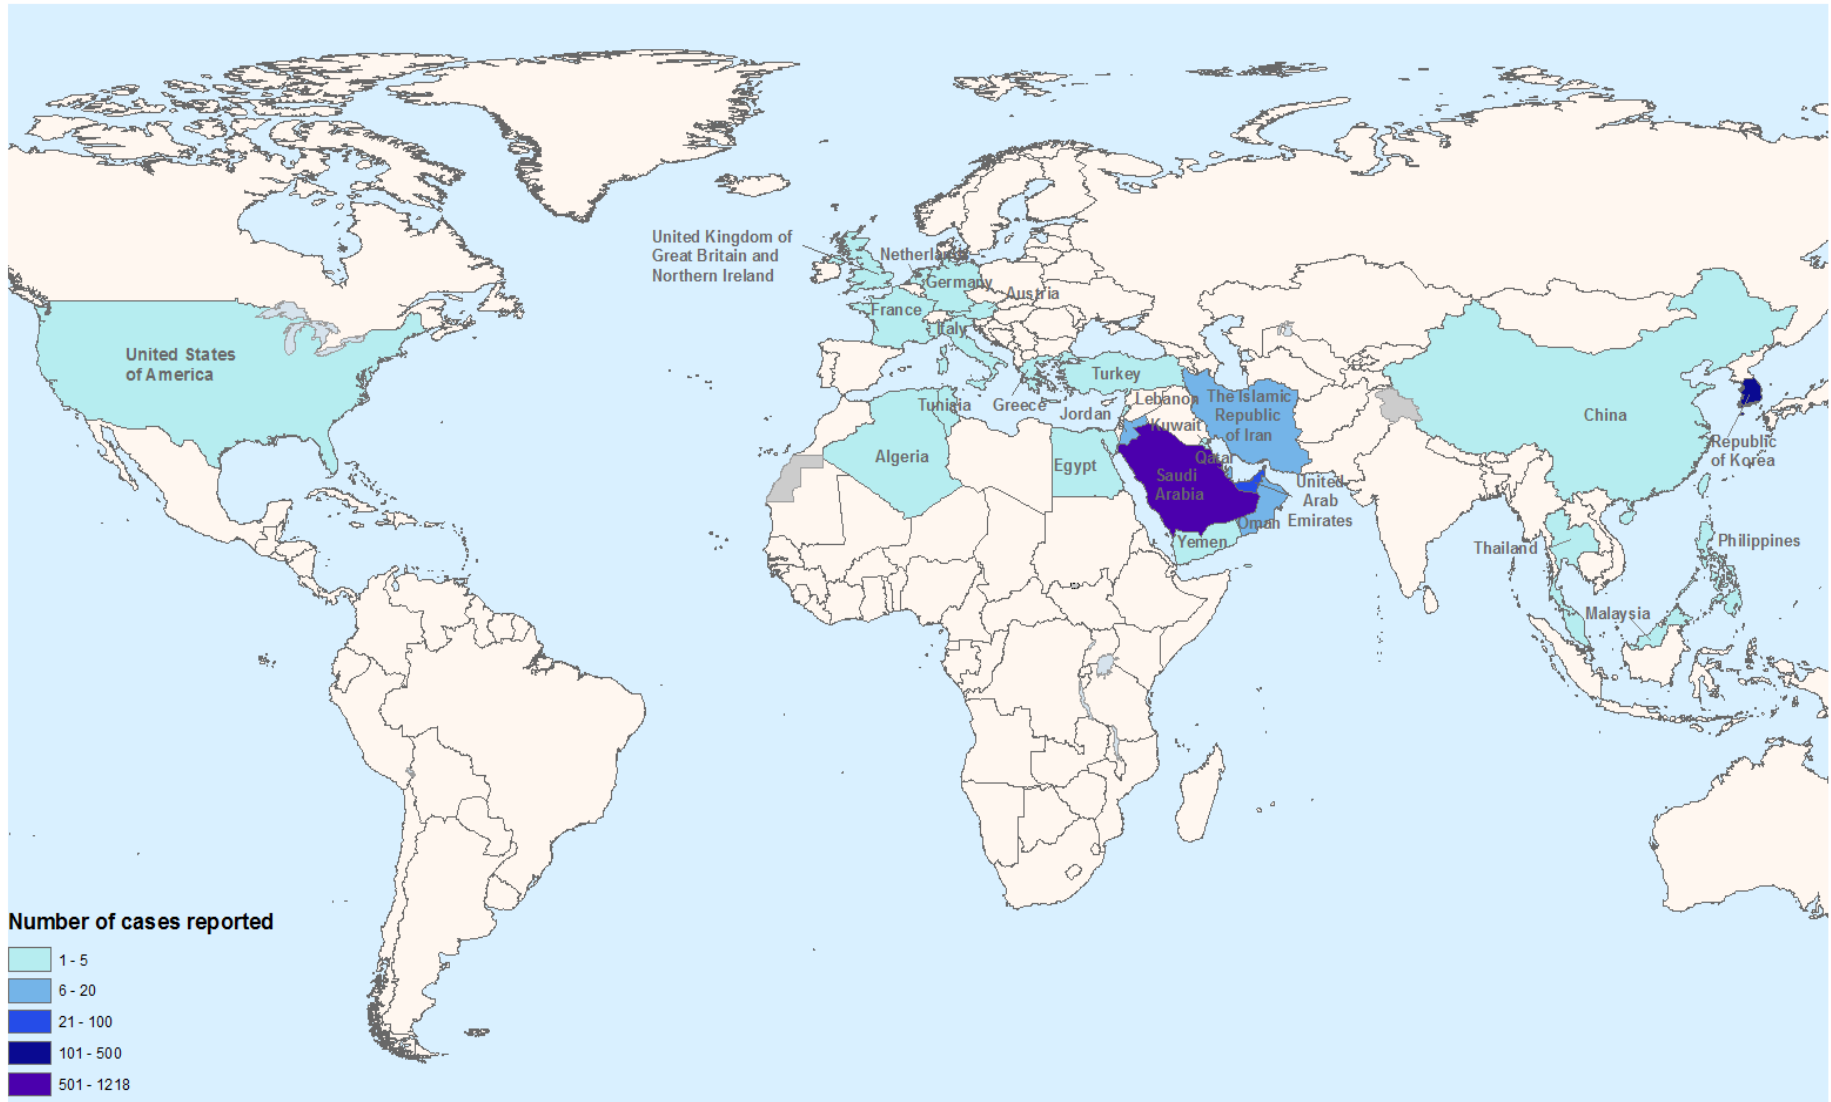 United Kingdom of
Great Britain and
Northern Ireland
Netherlands
Germany
Austria
France
Italy
United States
of America
Turkey
Tunisia
Greece
Jordan
Lebanon
The Islamic
Republic
of Iran
Kuwait
China
Republic
of Korea
Algeria
Egypt
Qatar
Saudi
Arabia
United
Arab
Emirates
Oman
Yemen
Thailand
Philippines
Malaysia
Number of cases reported
1 - 5
6 - 20
21 - 100
101 - 500
501 - 1218